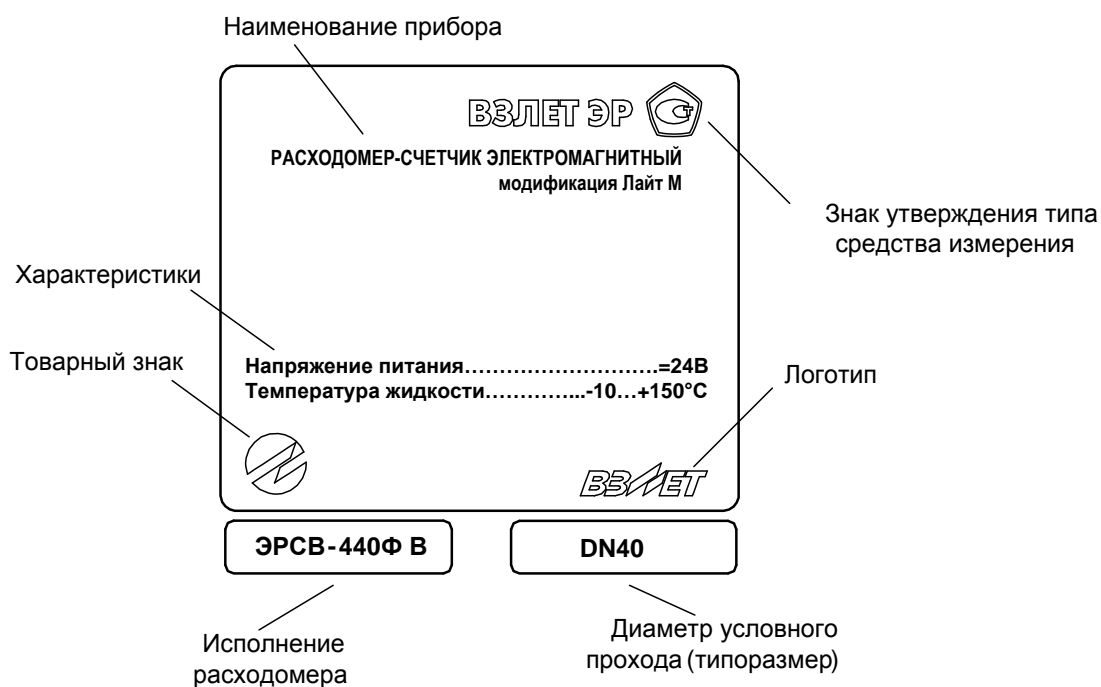 Наименование прибора
ВЗЛЕТ ЭР
РАСХОДОМЕР-СЧЕТЧИК ЭЛЕКТРОМАГНИТНЫЙ
модификация Лайт М
Знак утверждения типа
средства измерения
Характеристики
Товарный знак
Напряжение питания……………………….=24В
Температура жидкости…………...-10…+150°С
Логотип
ВЗЛЕТ
ЭРСВ-440Ф В
DN40
Исполнение
расходомера
Диаметр условного
прохода (типоразмер)